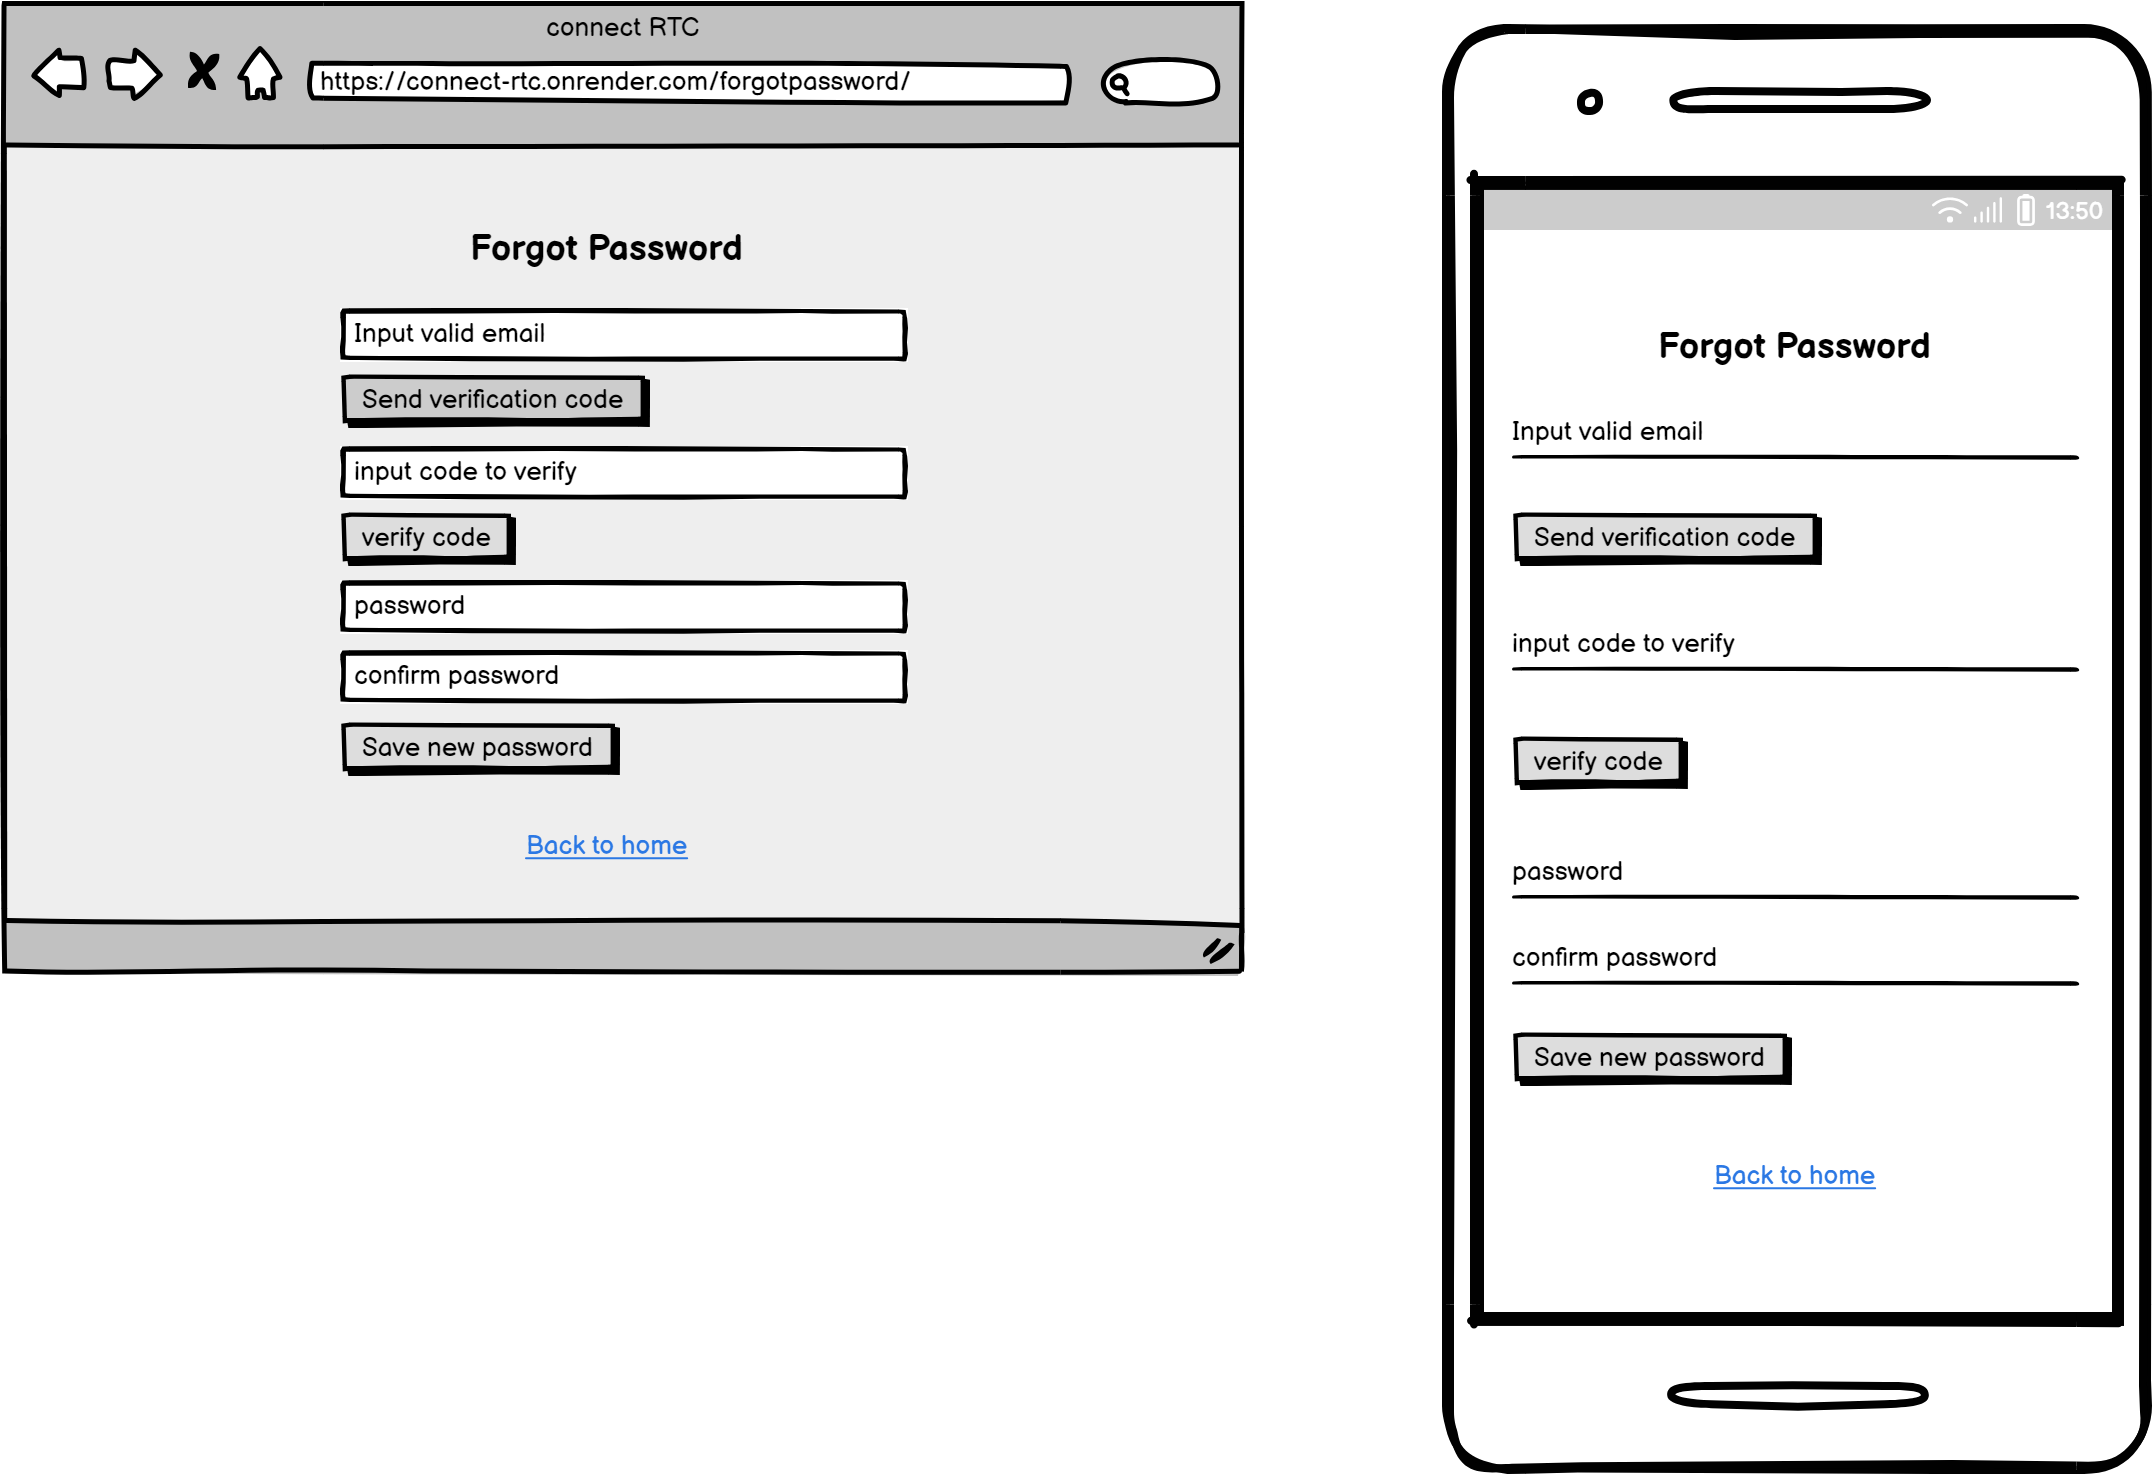 connect RTC
https://connect-rtc.onrender.com/forgotpassword/
Forgot Password
Input valid email
Send verification code
input code to verify
verify code
password
confirm password
Save new password
Back to home
13:50
Forgot Password
Input valid email
Send verification code
input code to verify
verify code
password
confirm password
Save new password
Back to home